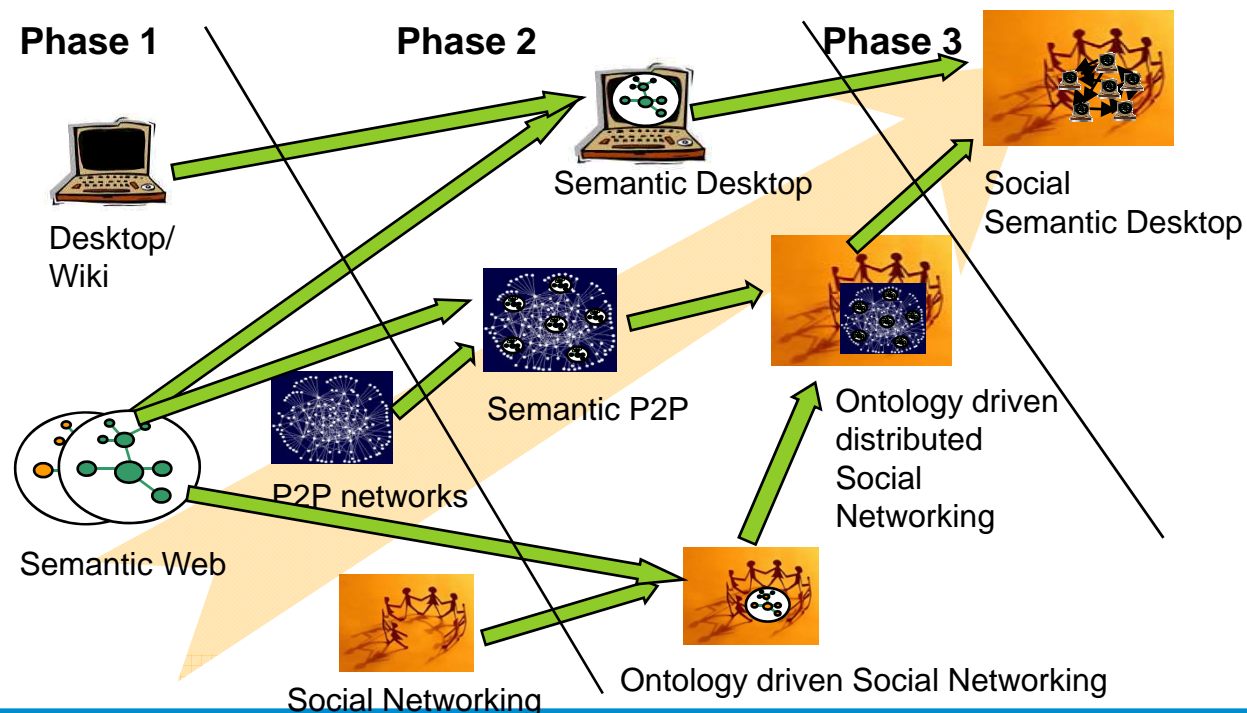 Phase 1
Phase 2
Phase 3
Semantic Desktop
Social
Semantic Desktop
Desktop/
Wiki
Semantic P2P
Ontology driven
distributed
Social
Networking
P2P networks
Semantic Web
Ontology driven Social Networking
Social Networking